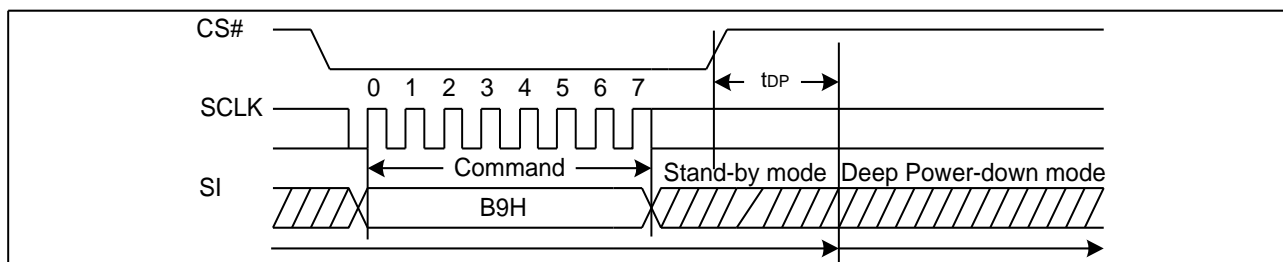 CS#
tDP
0 1 2 3 4 5 6 7
SCLK
Command
Stand-by mode Deep Power-down mode
SI
B9H